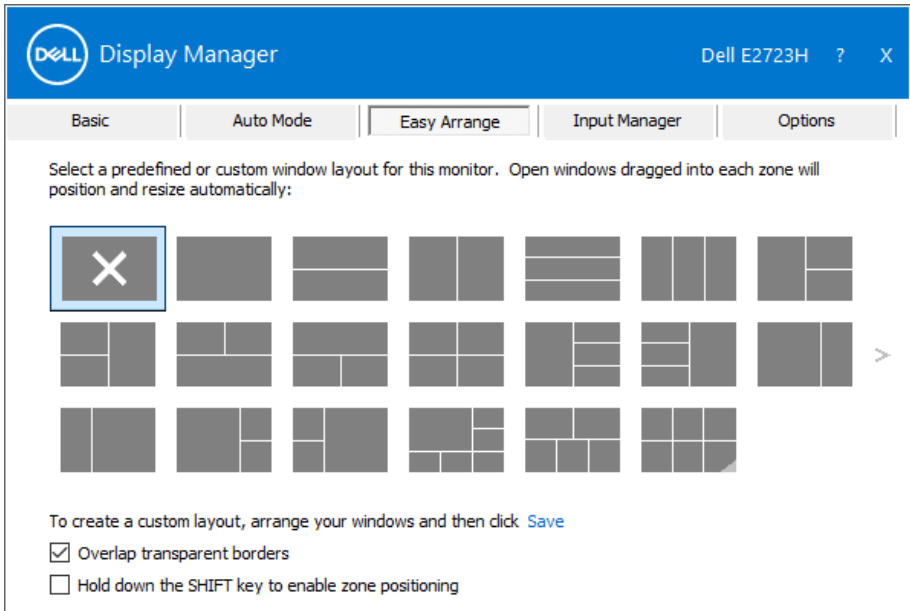 DELL Display Manager Dell E2723H ? X
Basic Auto Mode Easy Arrange Input Manager Options
Select a predefined or custom window layout for this monitor. Open windows dragged into each zone will
position and resize automatically:
>
To create a custom layout, arrange your windows and then click Save
Overlap transparent borders
Hold down the SHIFT key to enable zone positioning